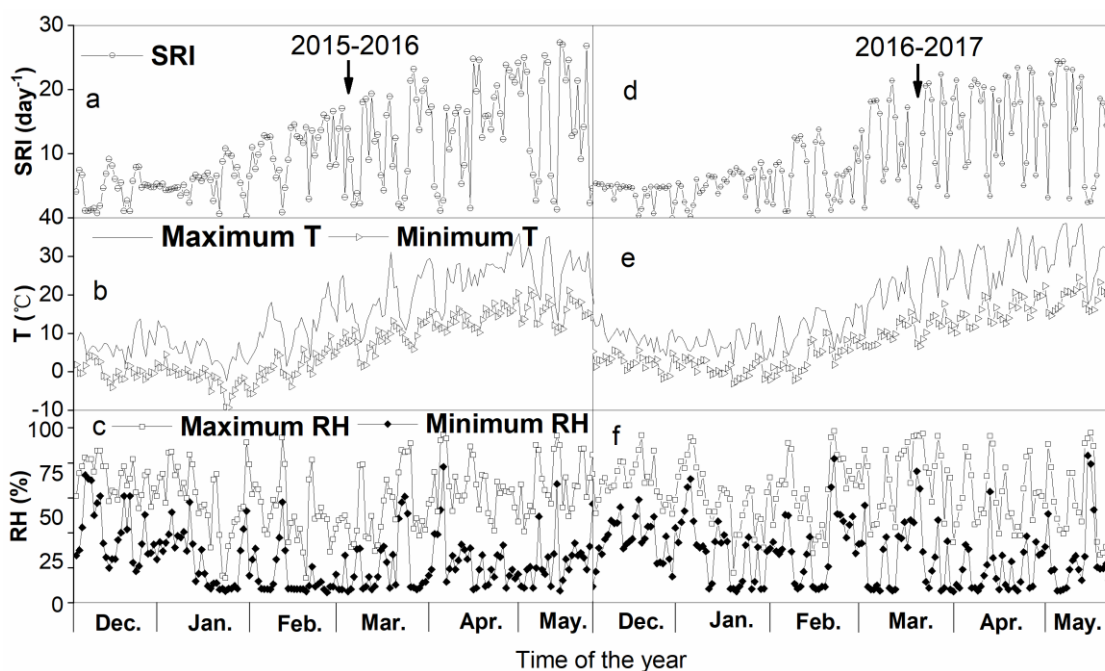 SRI
2015-2016
2016-2017
a
d
SRI (day-1)
30
20
10
40
Maximum T
Minimum T
b
e
T (℃)
30
20
10
0
-10
Maximum RH
Minimum RH
c
f
RH (%)
100
75
50
25
0
Dec. Jan. Feb. Mar. Apr. May. Dec. Jan. Feb. Mar. Apr. May.
Time of the year